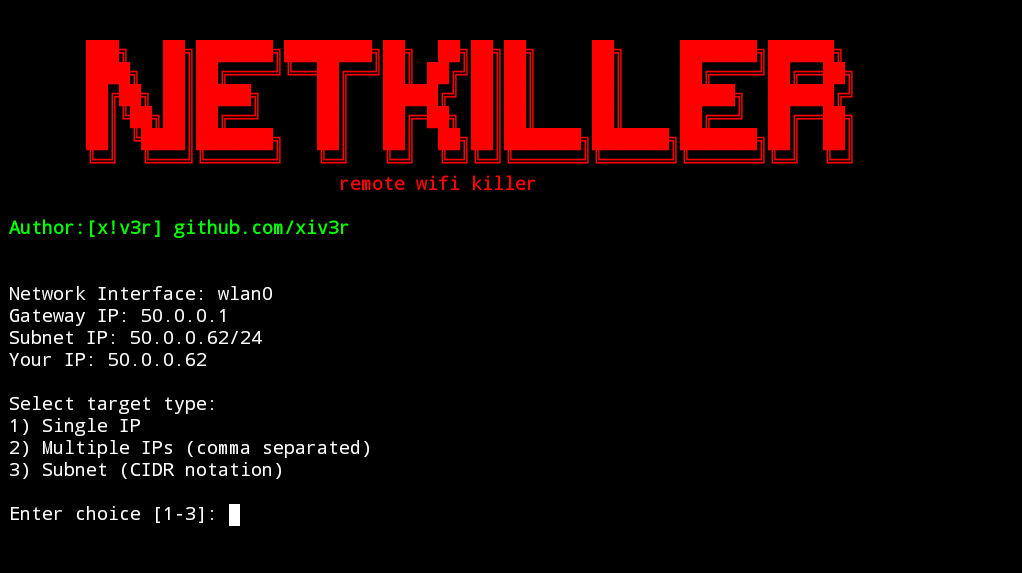 NETKILLER
remote wifi killer
Author:[x!v3r] github.com/xiv3r
Network Interface: wlan0
Gateway IP: 50.0.0.1
Subnet IP: 50.0.0.62/24
Your IP: 50.0.0.62
Select target type:
1) Single IP
2) Multiple IPs (comma separated)
3) Subnet (CIDR notation)
Enter choice [1-3]: